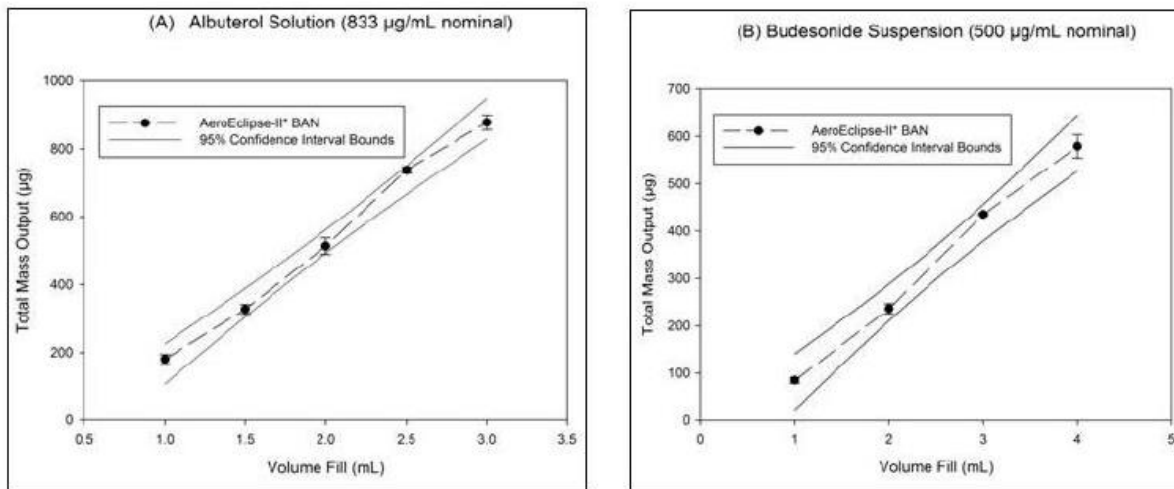 (A) Albuterol Solution (833 µg/mL nominal)
1000
800
600
400
200
0
Total Mass Output (µg)
AeroEclipse-II* BAN
95% Confidence Interval Bounds
0.5 1.0 1.5 2.0 2.5 3.0 3.5
Volume Fill (mL)
(B) Budesonide Suspension (500 µg/mL nominal)
700
600
500
400
300
200
100
0
Total Mass Output (µg)
AeroEclipse-II* BAN
95% Confidence Interval Bounds
0 1 2 3 4 5
Volume Fill (mL)